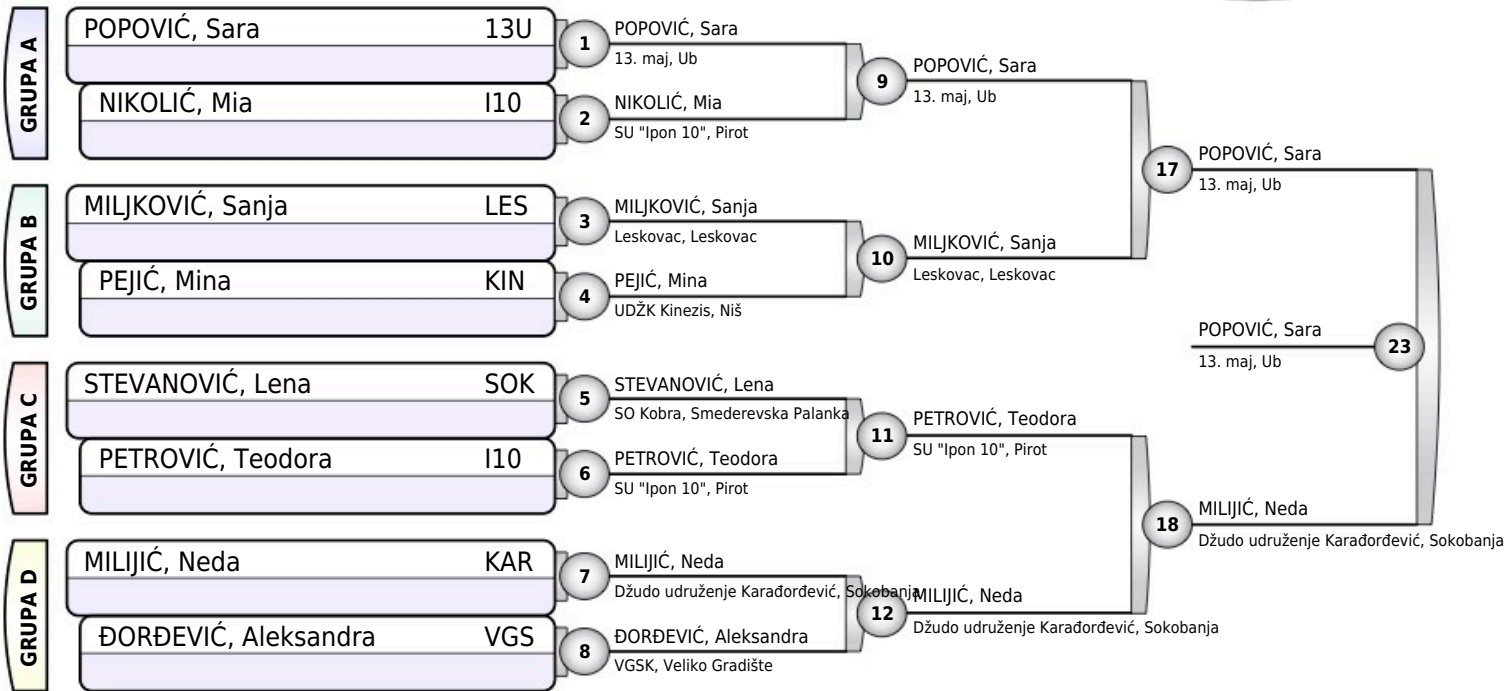 GRUPA A
POPOVIĆ, Sara 13U
NIKOLIĆ, Mia I10
GRUPA B
MILJKOVIĆ, Sanja LES
PEJIĆ, Mina KIN
GRUPA C
STEVANOVIĆ, Lena SOK
PETROVIĆ, Teodora I10
GRUPA D
MILIJIĆ, Neda KAR
ĐORĐEVIĆ, Aleksandra VGS
1
POPOVIĆ, Sara
13. maj, Ub
2
NIKOLIĆ, Mia
SU "Ipon 10", Pirot
3
MILJKOVIĆ, Sanja
Leskovac, Leskovac
4
PEJIĆ, Mina
UDŽK Kinezis, Niš
5
STEVANOVIĆ, Lena
SO Kobra, Smederevska Palanka
6
PETROVIĆ, Teodora
SU "Ipon 10", Pirot
7
MILIJIĆ, Neda
Džudo udruženje Karađorđević, Sokobanja
8
ĐORĐEVIĆ, Aleksandra
VGSK, Veliko Gradište
9
POPOVIĆ, Sara
13. maj, Ub
10
MILJKOVIĆ, Sanja
Leskovac, Leskovac
11
PETROVIĆ, Teodora
SU "Ipon 10", Pirot
12
MILIJIĆ, Neda
Džudo udruženje Karađorđević, Sokobanja
17
POPOVIĆ, Sara
13. maj, Ub
18
MILIJIĆ, Neda
Džudo udruženje Karađorđević, Sokobanja
POPOVIĆ, Sara
13. maj, Ub
23